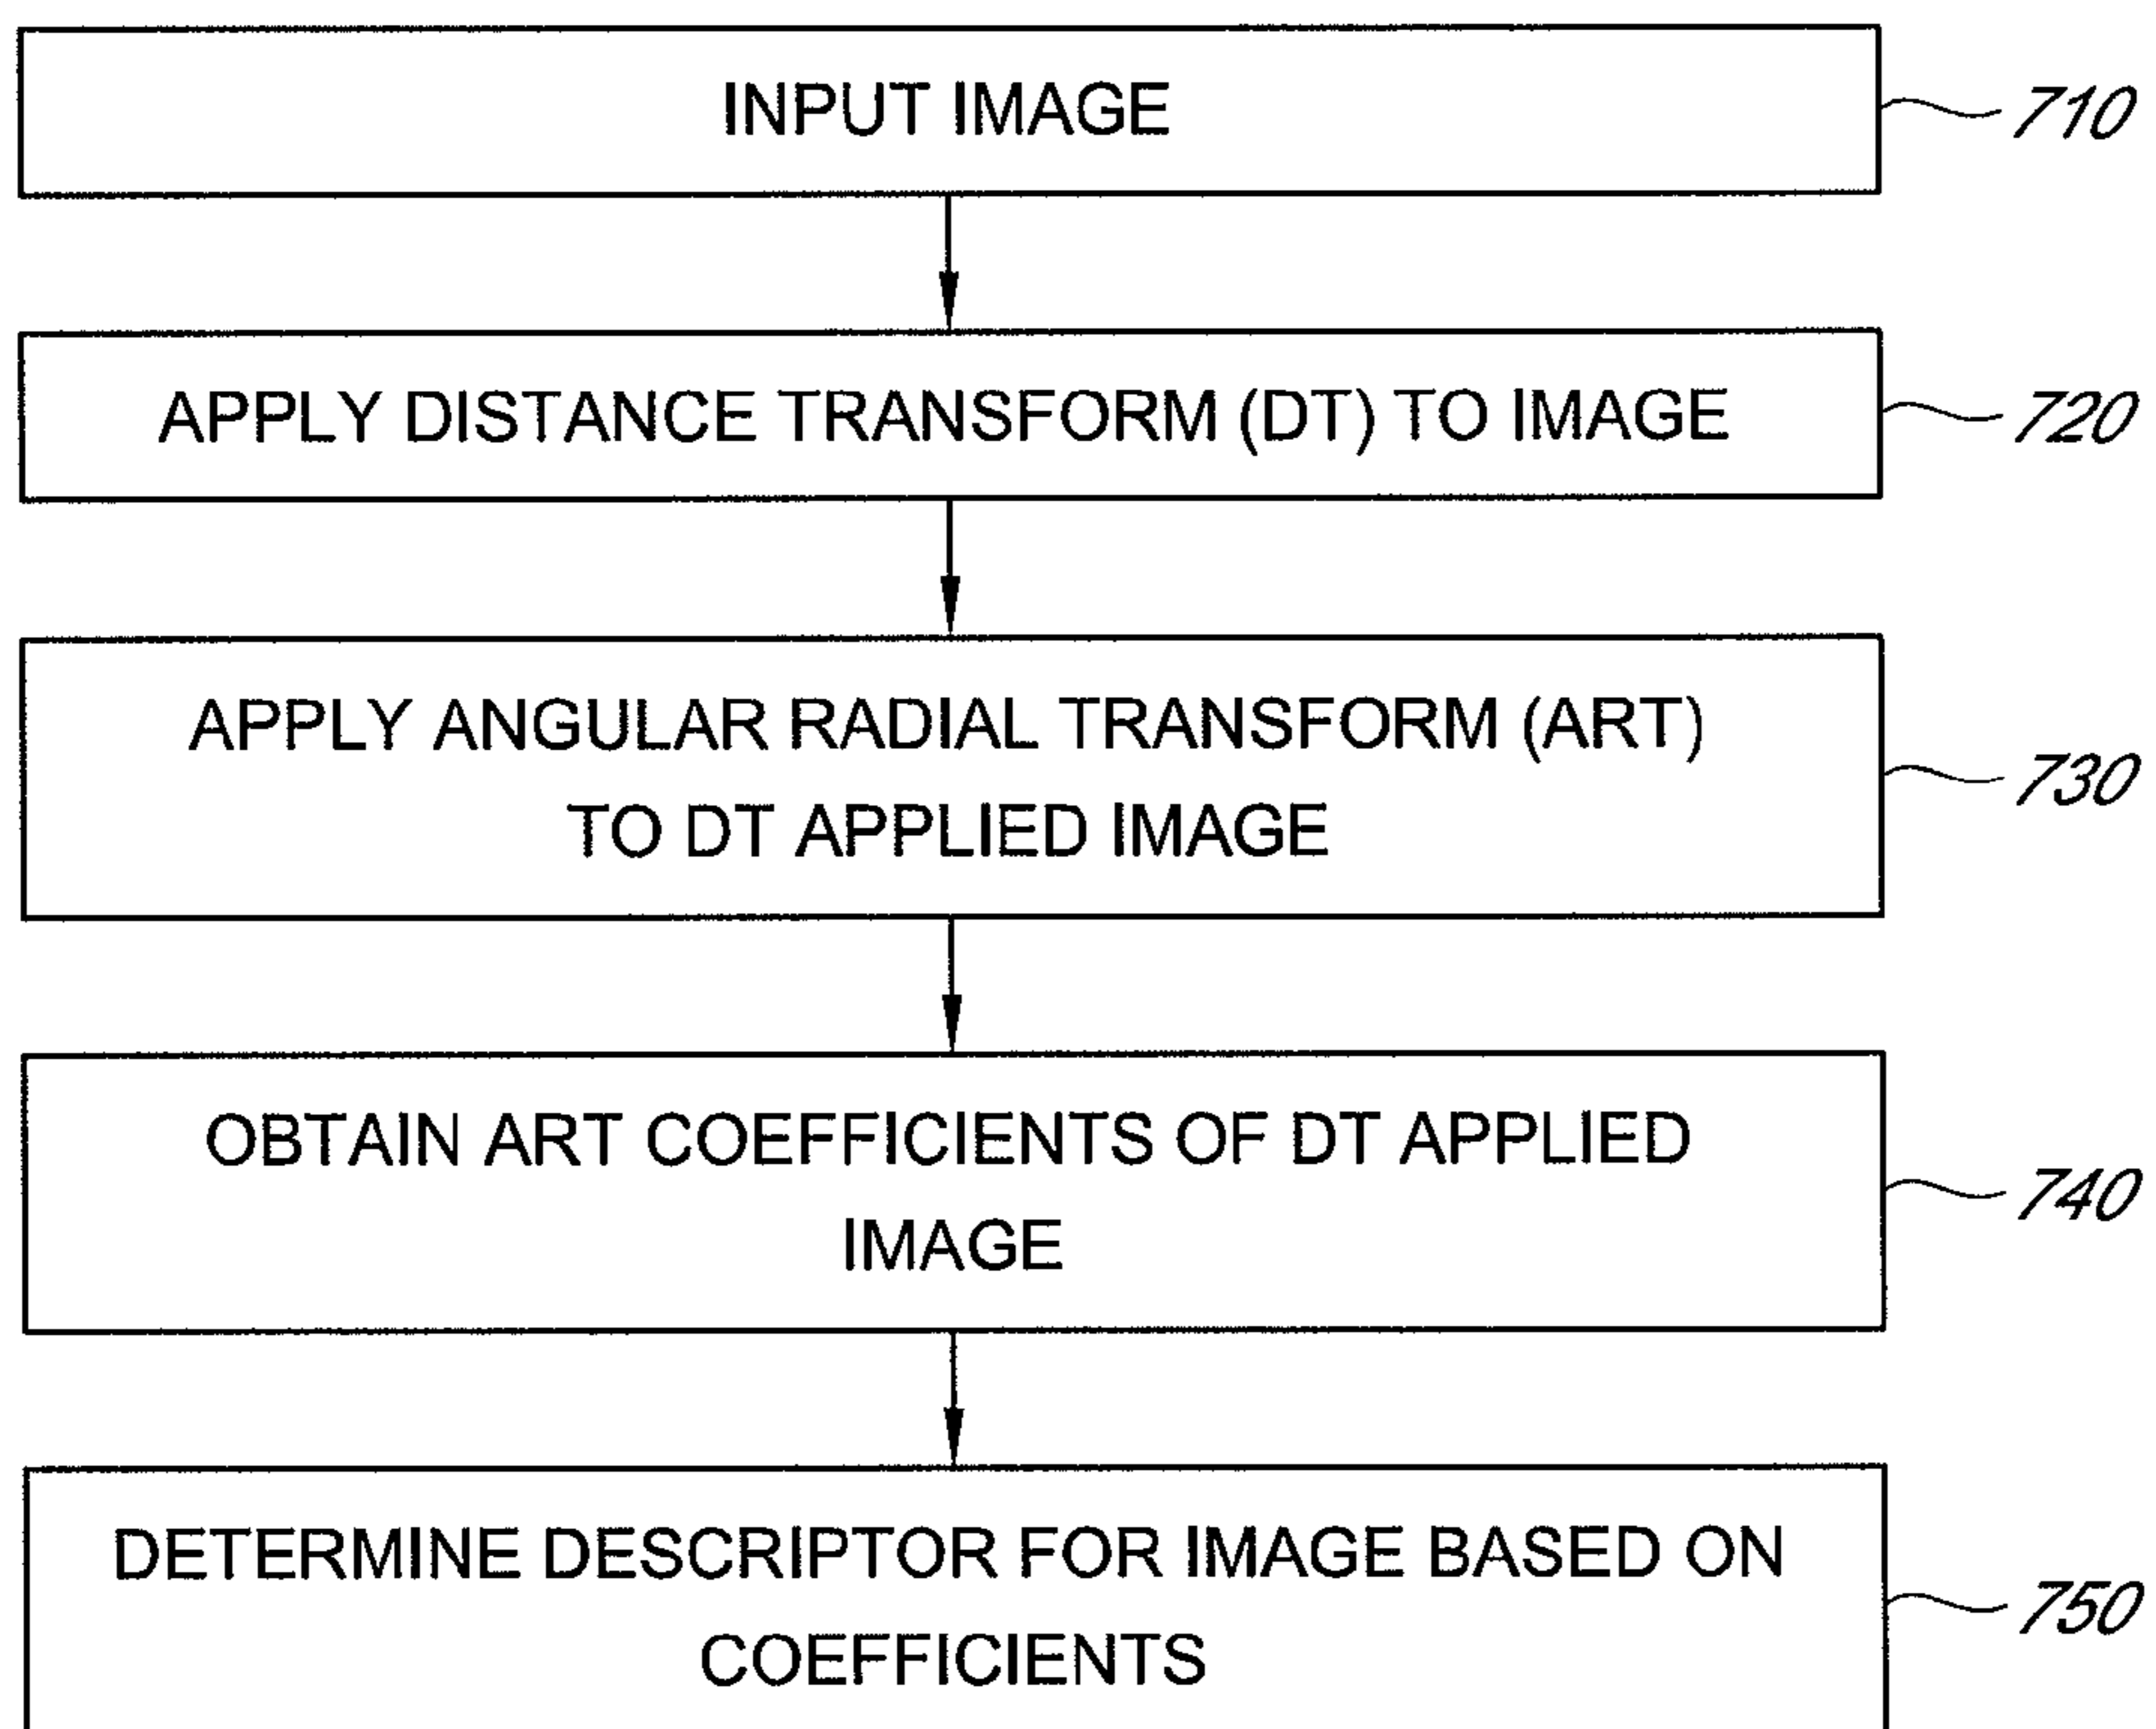 INPUT IMAGE
710
APPLY DISTANCE TRANSFORM (DT) TO IMAGE
720
APPLY ANGULAR RADIAL TRANSFORM (ART)
TO DT APPLIED IMAGE
730
OBTAIN ART COEFFICIENTS OF DT APPLIED
IMAGE
740
DETERMINE DESCRIPTOR FOR IMAGE BASED ON
COEFFICIENTS
750